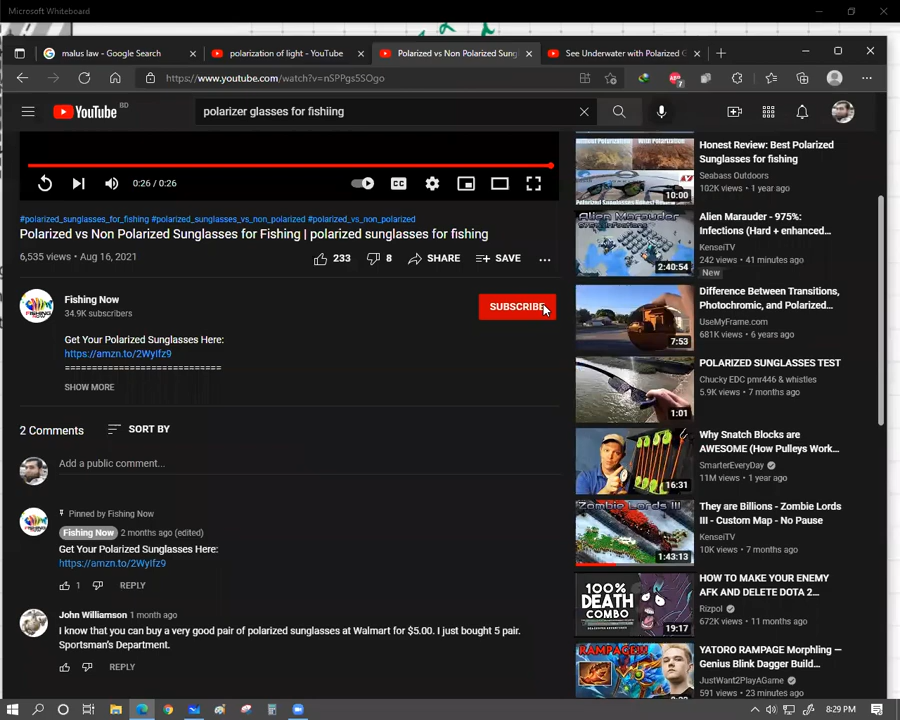 Microsoft Whiteboard
malus law - Google Search
polarization of light - YouTube
Polarized vs Non Polarized Sung
See Underwater with Polarized G
https://www.youtube.com/watch?v=nSPPgs5SOgo
7
YouTube BD
polarizer glasses for fishiing
0:26 / 0:26
CC
#polarized_sunglasses_for_fishing #polarized_sunglasses_vs_non_polarized #polarized_vs_non_polarized
Polarized vs Non Polarized Sunglasses for Fishing | polarized sunglasses for fishing
6,535 views • Aug 16, 2021
233
8
SHARE
SAVE
Fishing Now
34.9K subscribers
SUBSCRIBE
Get Your Polarized Sunglasses Here:
https://amzn.to/2Wylfz9
=============================
SHOW MORE
2 Comments
SORT BY
Add a public comment...
Pinned by Fishing Now
Fishing Now 2 months ago (edited)
Get Your Polarized Sunglasses Here:
https://amzn.to/2Wylfz9
1
REPLY
John Williamson 1 month ago
I know that you can buy a very good pair of polarized sunglasses at Walmart for $5.00. I just bought 5 pair.
Sportsman's Department.
REPLY
10:00
Honest Review: Best Polarized
Sunglasses for fishing
Seabass Outdoors
102K views • 1 year ago
Alien Marauder
975% INFECTIONS
2:40:54
Alien Marauder - 975%:
Infections (Hard + enhanced...
KenseiTV
242 views • 41 minutes ago
New
7:53
Difference Between Transitions,
Photochromic, and Polarized...
UseMyFrame.com
681K views • 6 years ago
1:01
POLARIZED SUNGLASSES TEST
Chucky EDC pmr446 & whistles
5.9K views • 7 months ago
16:31
Why Snatch Blocks are
AWESOME (How Pulleys Work...
SmarterEveryDay
11M views • 1 year ago
Zombie Lords III
1:43:13
They are Billions - Zombie Lords
III - Custom Map - No Pause
KenseiTV
10K views • 7 months ago
100%
DEATH
COMBO
19:17
HOW TO MAKE YOUR ENEMY
AFK AND DELETE DOTA 2...
Rizpol
672K views • 11 months ago
RAMPAGE!
YATORO RAMPAGE Morphling —
Genius Blink Dagger Build...
JustWant2PlayAGame
591 views • 23 minutes ago
8:29 PM